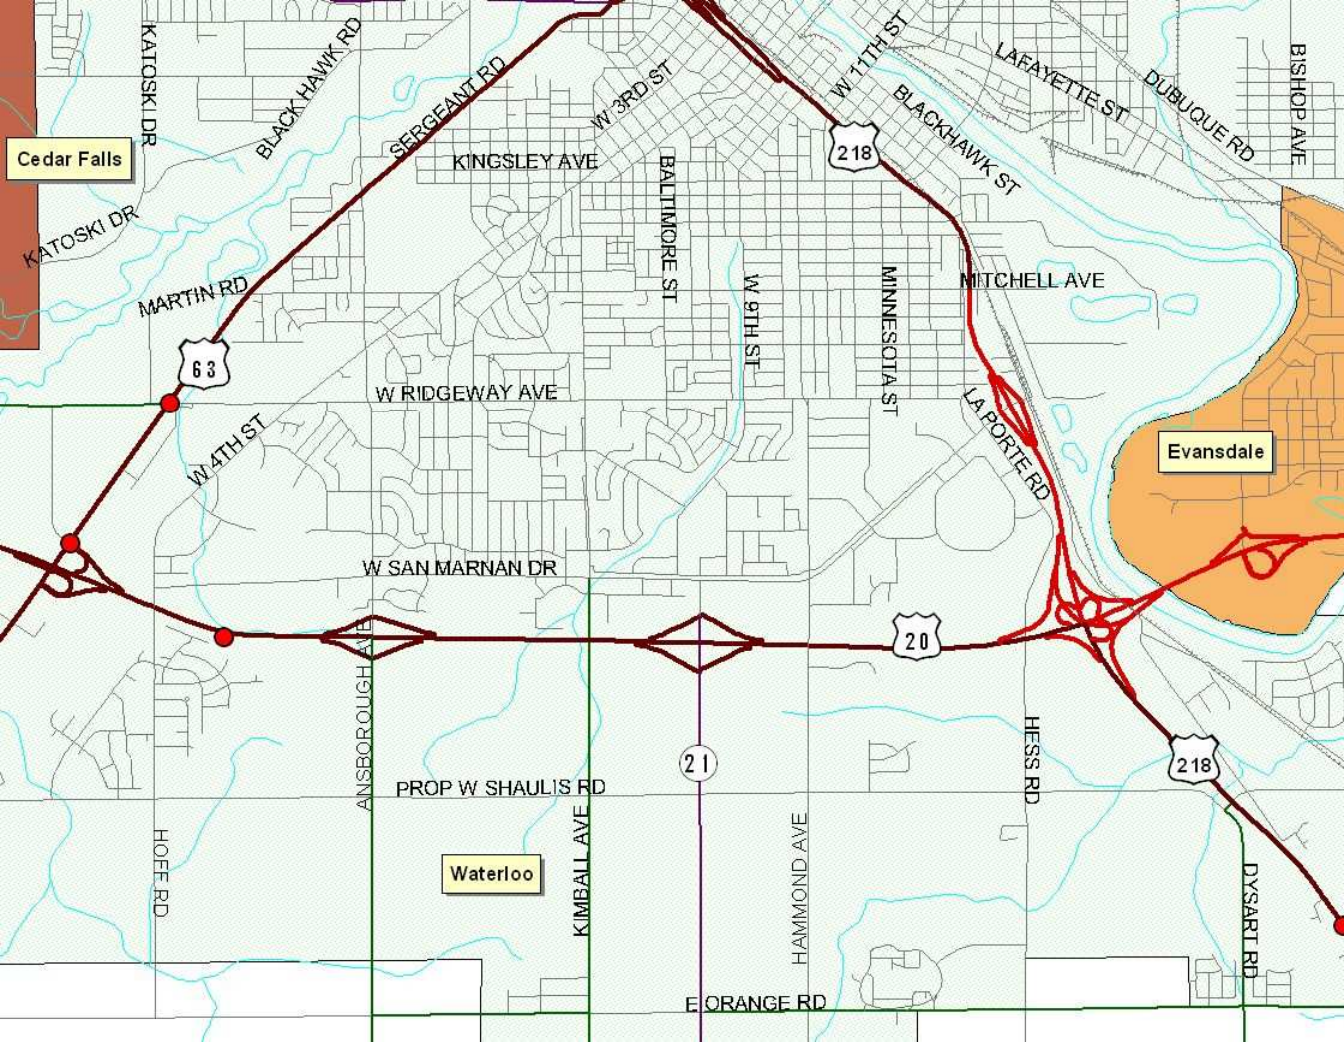 KATOSKI DR
BLACK HAWK RD
SERGEANT RD
W 3RD ST
W 11TH ST
LAFAYETTE ST
DUBUQUE RD
BISHOP AVE
BLACKHAWK ST
218
Cedar Falls
KINGSLEY AVE
BALTIMORE ST
KATOSKI DR
MARTIN RD
W 9TH ST
MINNESOTA ST
MITCHELL AVE
63
W RIDGEWAY AVE
W 4TH ST
LA PORTE RD
Evansdale
W SAN MARNAN DR
20
ANSBOROUGH AVE
21
HESS RD
218
PROP W SHAULIS RD
HOFF RD
Waterloo
KIMBALL AVE
HAMMOND AVE
DYSART RD
E ORANGE RD